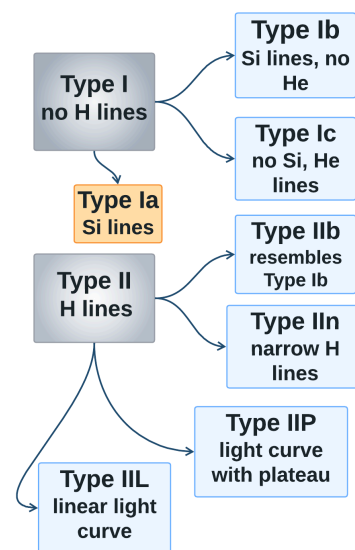 Type I
no H lines
Type Ib
Si lines, no
He
Type Ic
no Si, He
lines
Type Ia
Si lines
Type II
H lines
Type IIb
resembles
Type Ib
Type IIn
narrow H
lines
Type IIP
light curve
with plateau
Type IIL
linear light
curve